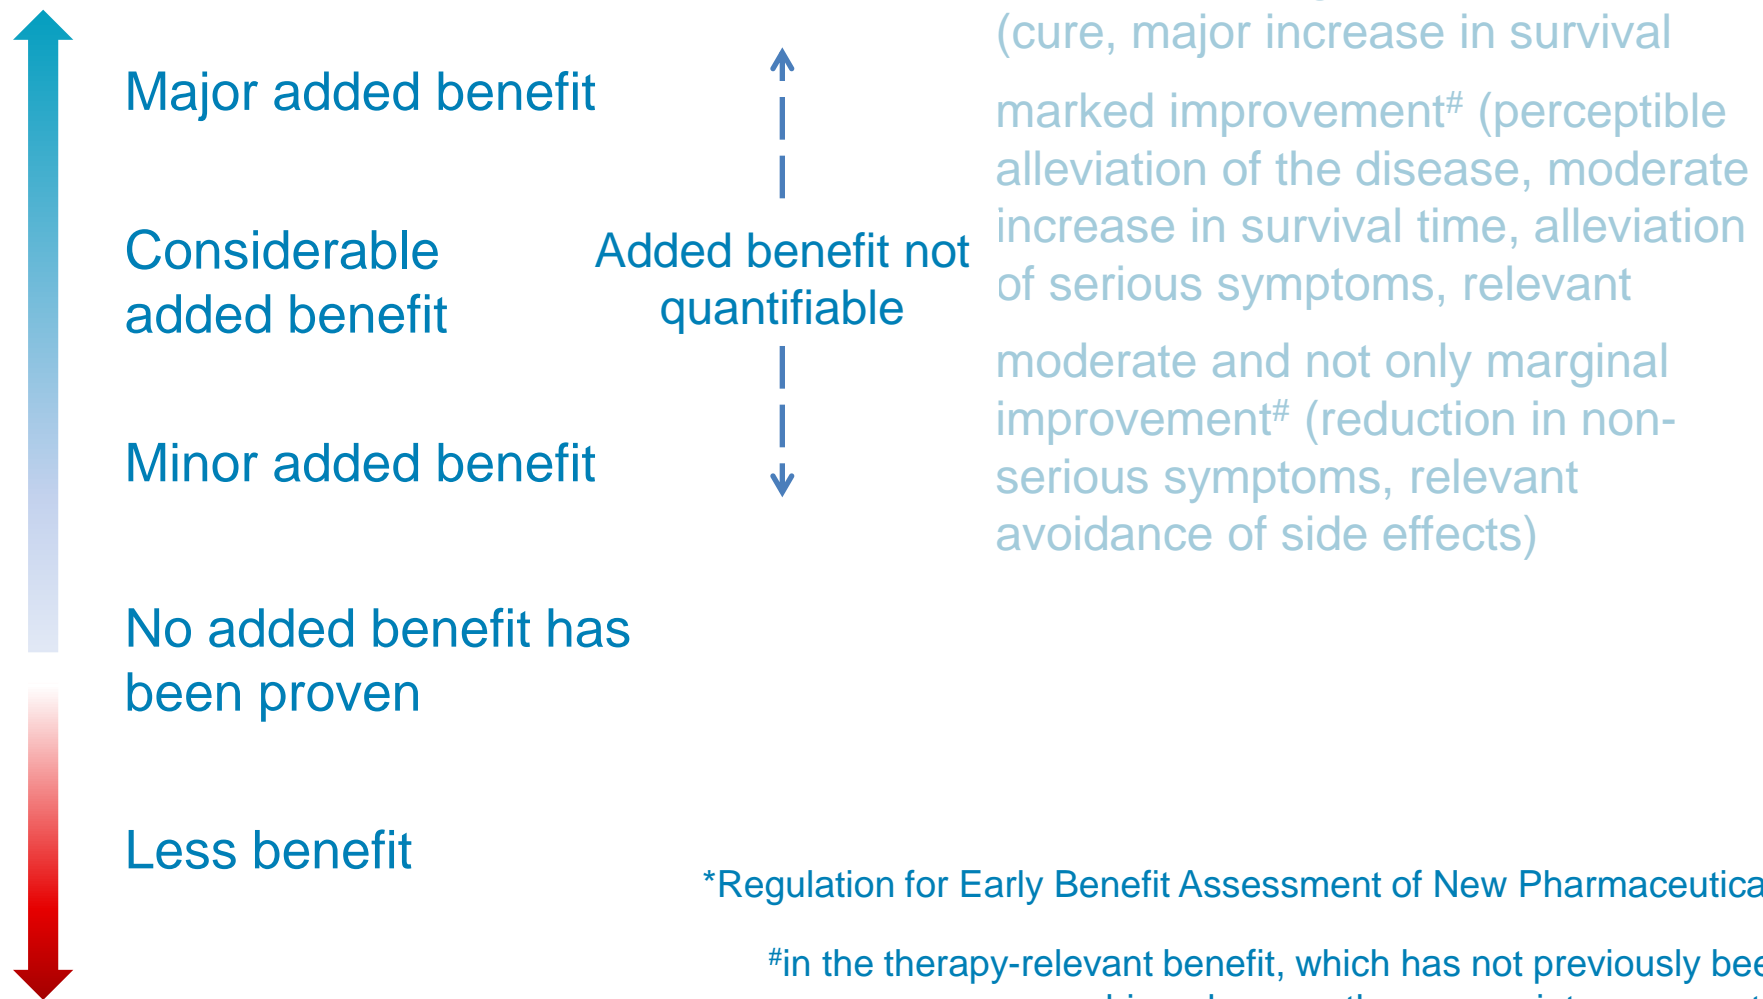 (cure, major increase in survival
Major added benefit
marked improvement# (perceptible
alleviation of the disease, moderate
increase in survival time, alleviation
of serious symptoms, relevant
Considerable
added benefit
Added benefit not
quantifiable
moderate and not only marginal
improvement# (reduction in non-
serious symptoms, relevant
avoidance of side effects)
Minor added benefit
No added benefit has
been proven
Less benefit
*Regulation for Early Benefit Assessment of New
#in the therapy-relevant benefit, which has not previously